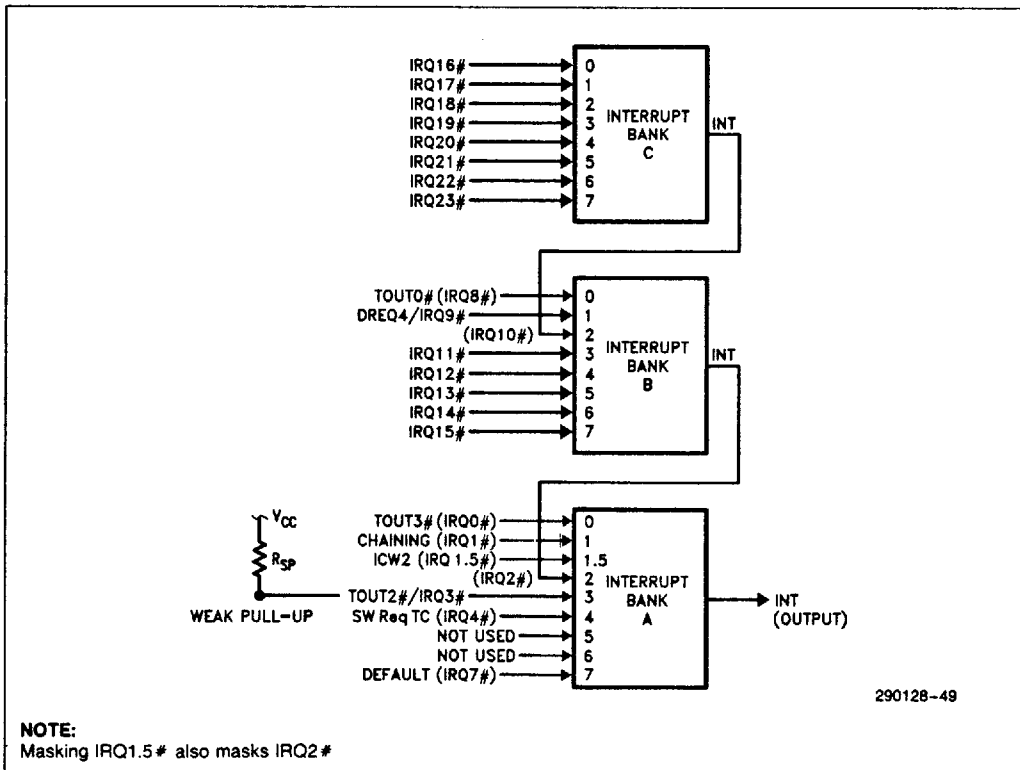 IRQ16# 0
IRQ17# 1
IRQ18# 2
IRQ19# 3
IRQ20# 4
IRQ21# 5
IRQ22# 6
IRQ23# 7
INTERRUPT
BANK
C
INT
TOUT0# (IRQ8#) 0
DREQ4/IRQ9# 1
(IRQ10#) 2
IRQ11# 3
IRQ12# 4
IRQ13# 5
IRQ14# 6
IRQ15# 7
INTERRUPT
BANK
B
INT
VCC
RSP
WEAK PULL-UP
TOUT3# (IRQ0#) 0
CHAINING (IRQ1#) 1
ICW2 (IRQ 1.5#) 1.5
(IRQ2#) 2
TOUT2#/IRQ3# 3
SW Req TC (IRQ4#) 4
NOT USED 5
NOT USED 6
DEFAULT (IRQ7#) 7
INTERRUPT
BANK
A
INT
(OUTPUT)
290128-49
NOTE:
Masking IRQ1.5# also masks IRQ2#